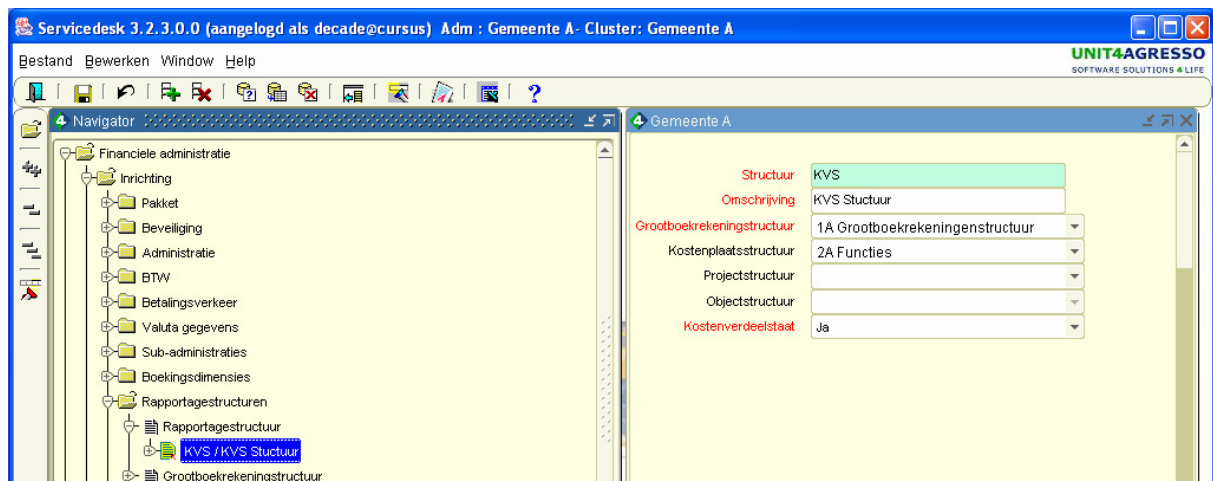 Servicedesk 3.2.3.0.0 (aangelogd als decade@cursus) Adm : Gemeente A- Cluster: Gemeente A
Bestand Bewerken Window Help
UNIT4AGRESSO
SOFTWARE SOLUTIONS 4 LIFE
4 Navigator
Financiele administratie
Inrichting
Pakket
Beveiliging
Administratie
BTW
Betalingsverkeer
Valuta gegevens
Sub-administraties
Boekingsdimensies
Rapportagestructuren
Rapportagestructuur
KVS / KVS Stuctuur
Grootboekrekeningstructuur
4 Gemeente A
Structuur KVS
Omschrijving KVS Stuctuur
Grootboekrekeningstructuur 1A Grootboekrekeningenstructuur
Kostenplaatsstructuur 2A Functies
Projectstructuur
Objectstructuur
Kostenverdeelstaat Ja